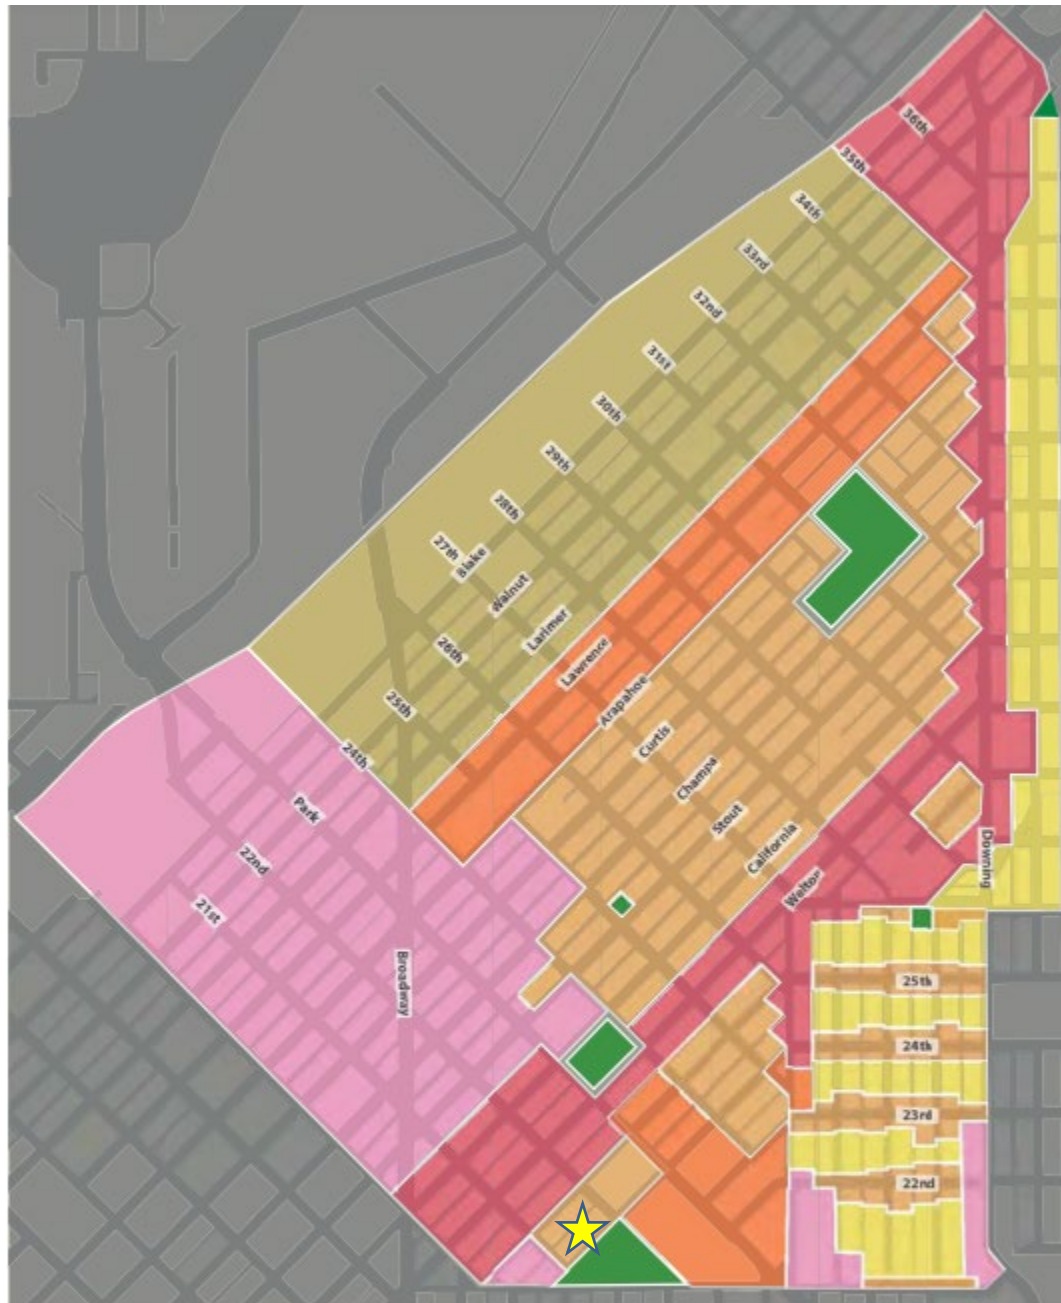 36th
35th
34th
33rd
32nd
31st
30th
29th
28th
27th
Blake
Walnut
Larimer
26th
Lawrence
25th
Arapahoe
24th
Curtis
Park
Champa
Stout
California
22nd
Welton
Downing
21st
Broadway
25th
24th
23rd
22nd